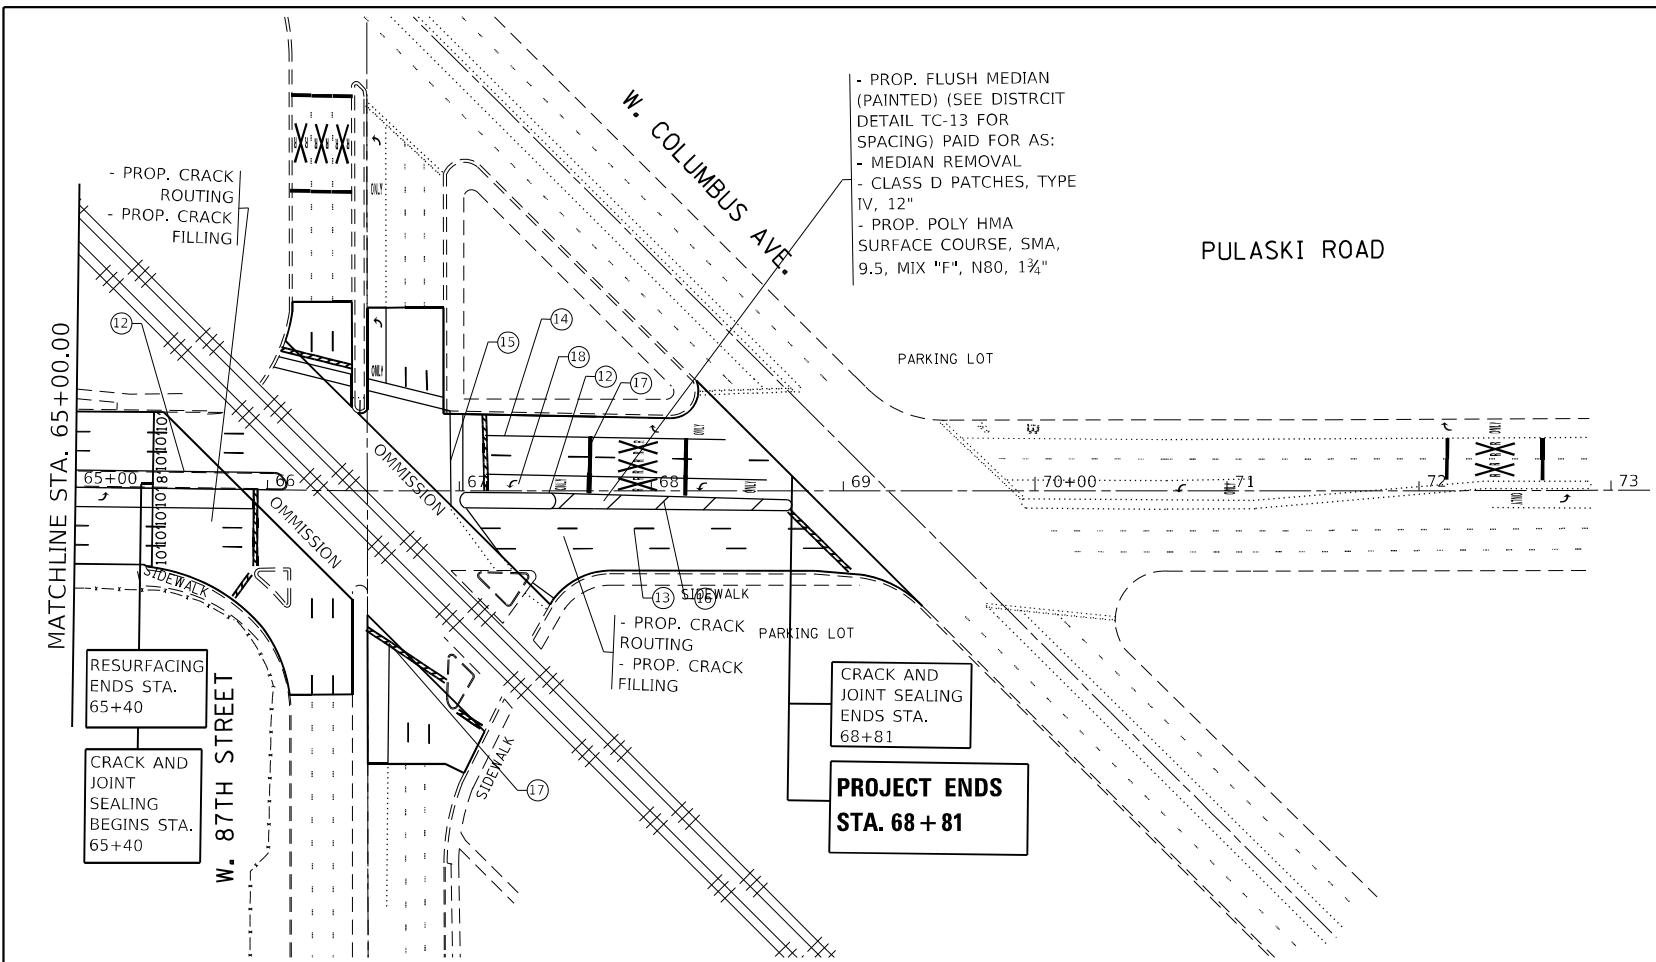 W. COLUMBUS AVE.
- PROP. FLUSH MEDIAN
(PAINTED) (SEE DISTRCIT
DETAIL TC-13 FOR
SPACING) PAID FOR AS:
- MEDIAN REMOVAL
- CLASS D PATCHES, TYPE
IV, 12"
- PROP. POLY HMA
SURFACE COURSE, SMA,
9.5, MIX "F", N80, 1¾"
PULASKI ROAD
- PROP. CRACK
ROUTING
- PROP. CRACK
FILLING
ONLY
12
14
15
18
12
17
ONLY
PARKING LOT
MATCHLINE STA. 65+00.00
ONLY
ONLY
OMMISSION
65+00
66
67
68
69
70+00
71
72
73
ONLY
ONLY
ONLY
ONLY
OMMISSION
SIDEWALK
13
16
SIDEWALK
PARKING LOT
- PROP. CRACK
ROUTING
- PROP. CRACK
FILLING
RESURFACING
ENDS STA.
65+40
CRACK AND
JOINT
SEALING
BEGINS STA.
65+40
W. 87TH STREET
SIDEWALK
17
CRACK AND
JOINT SEALING
ENDS STA.
68+81
PROJECT ENDS
STA. 68+81